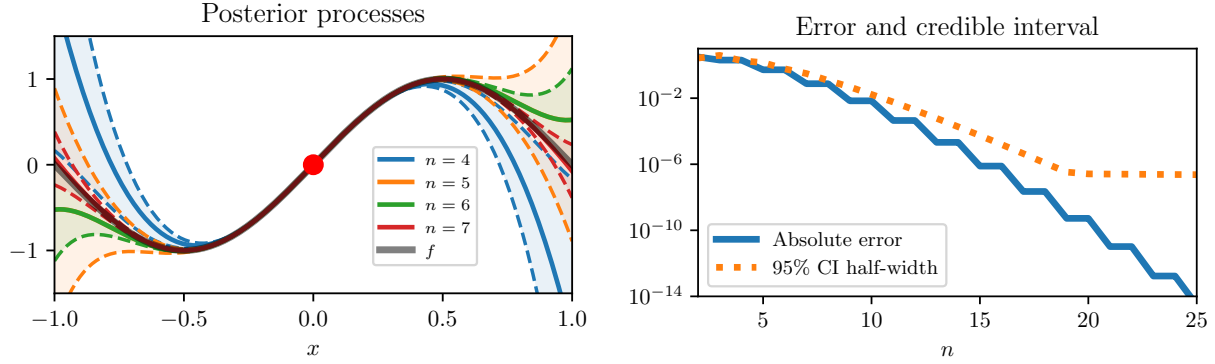 Posterior processes
1
0
−1
−1.0 −0.5 0.0 0.5 1.0
x
n = 4
n = 5
n = 6
n = 7
f
Error and credible interval
10⁻²
10⁻⁶
10⁻¹⁰
10⁻¹⁴
5 10 15 20 25
n
Absolute error
95% CI half-width